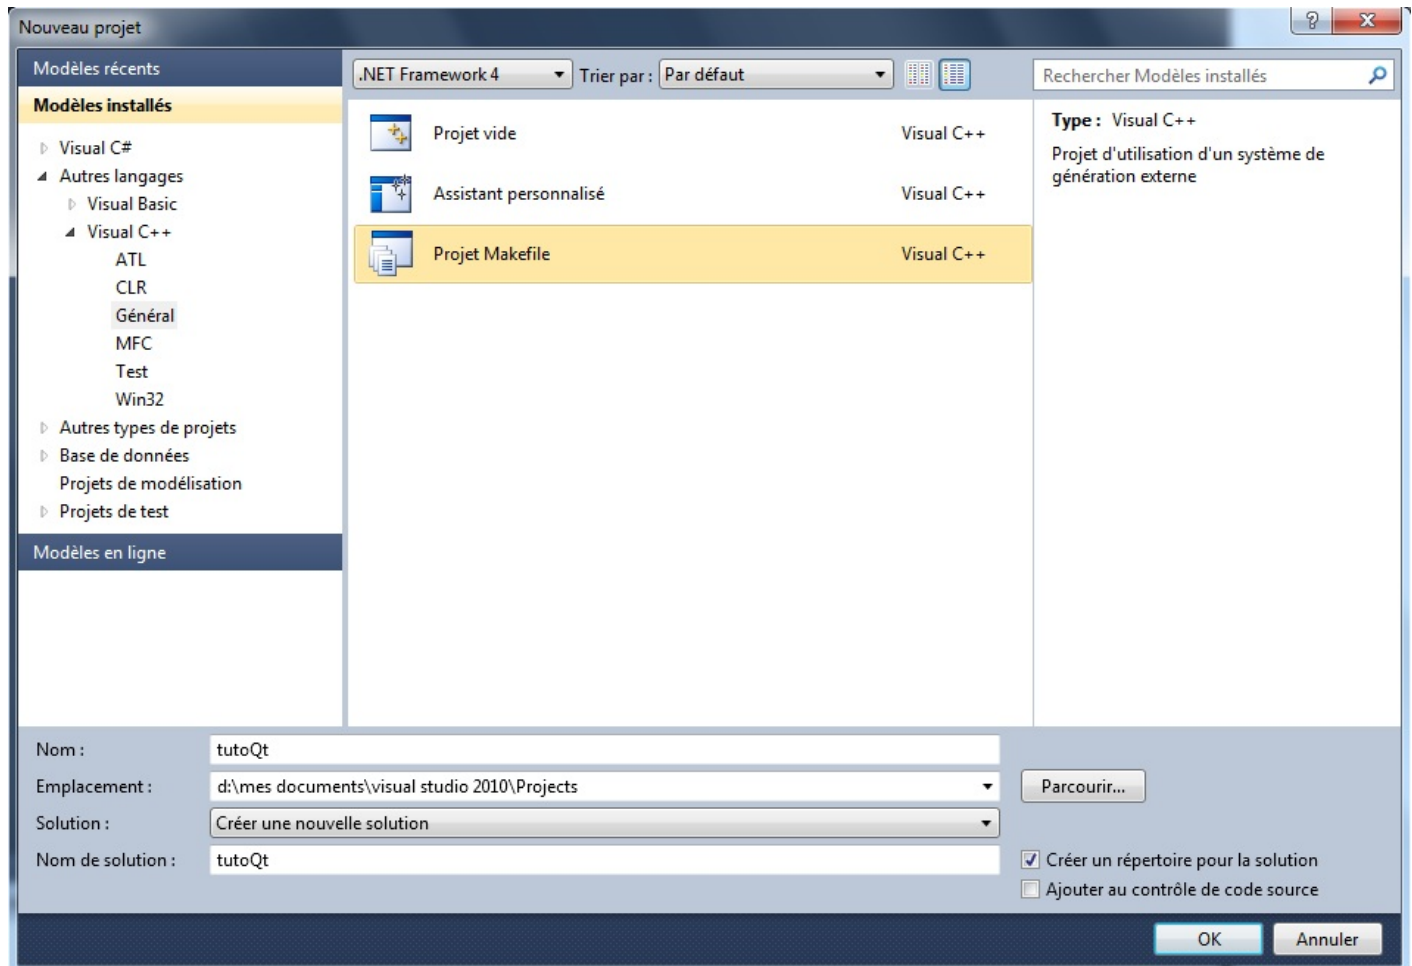 Nouveau projet
Modèles récents
Modèles installés
Visual C#
Autres langages
Visual Basic
Visual C++
ATL
CLR
Général
MFC
Test
Win32
Autres types de projets
Base de données
Projets de modélisation
Projets de test
Modèles en ligne
.NET Framework 4 Trier par : Par défaut
Projet vide Visual C++
Assistant personnalisé Visual C++
Projet Makefile Visual C++
Rechercher Modèles installés
Type : Visual C++
Projet d'utilisation d'un système de
génération externe
Nom : tutoQt
Emplacement : d:\mes documents\visual studio 2010\Projects Parcourir...
Solution : Créer une nouvelle solution
Nom de solution : tutoQt Créer un répertoire pour la solution
Ajouter au contrôle de code source
OK Annuler